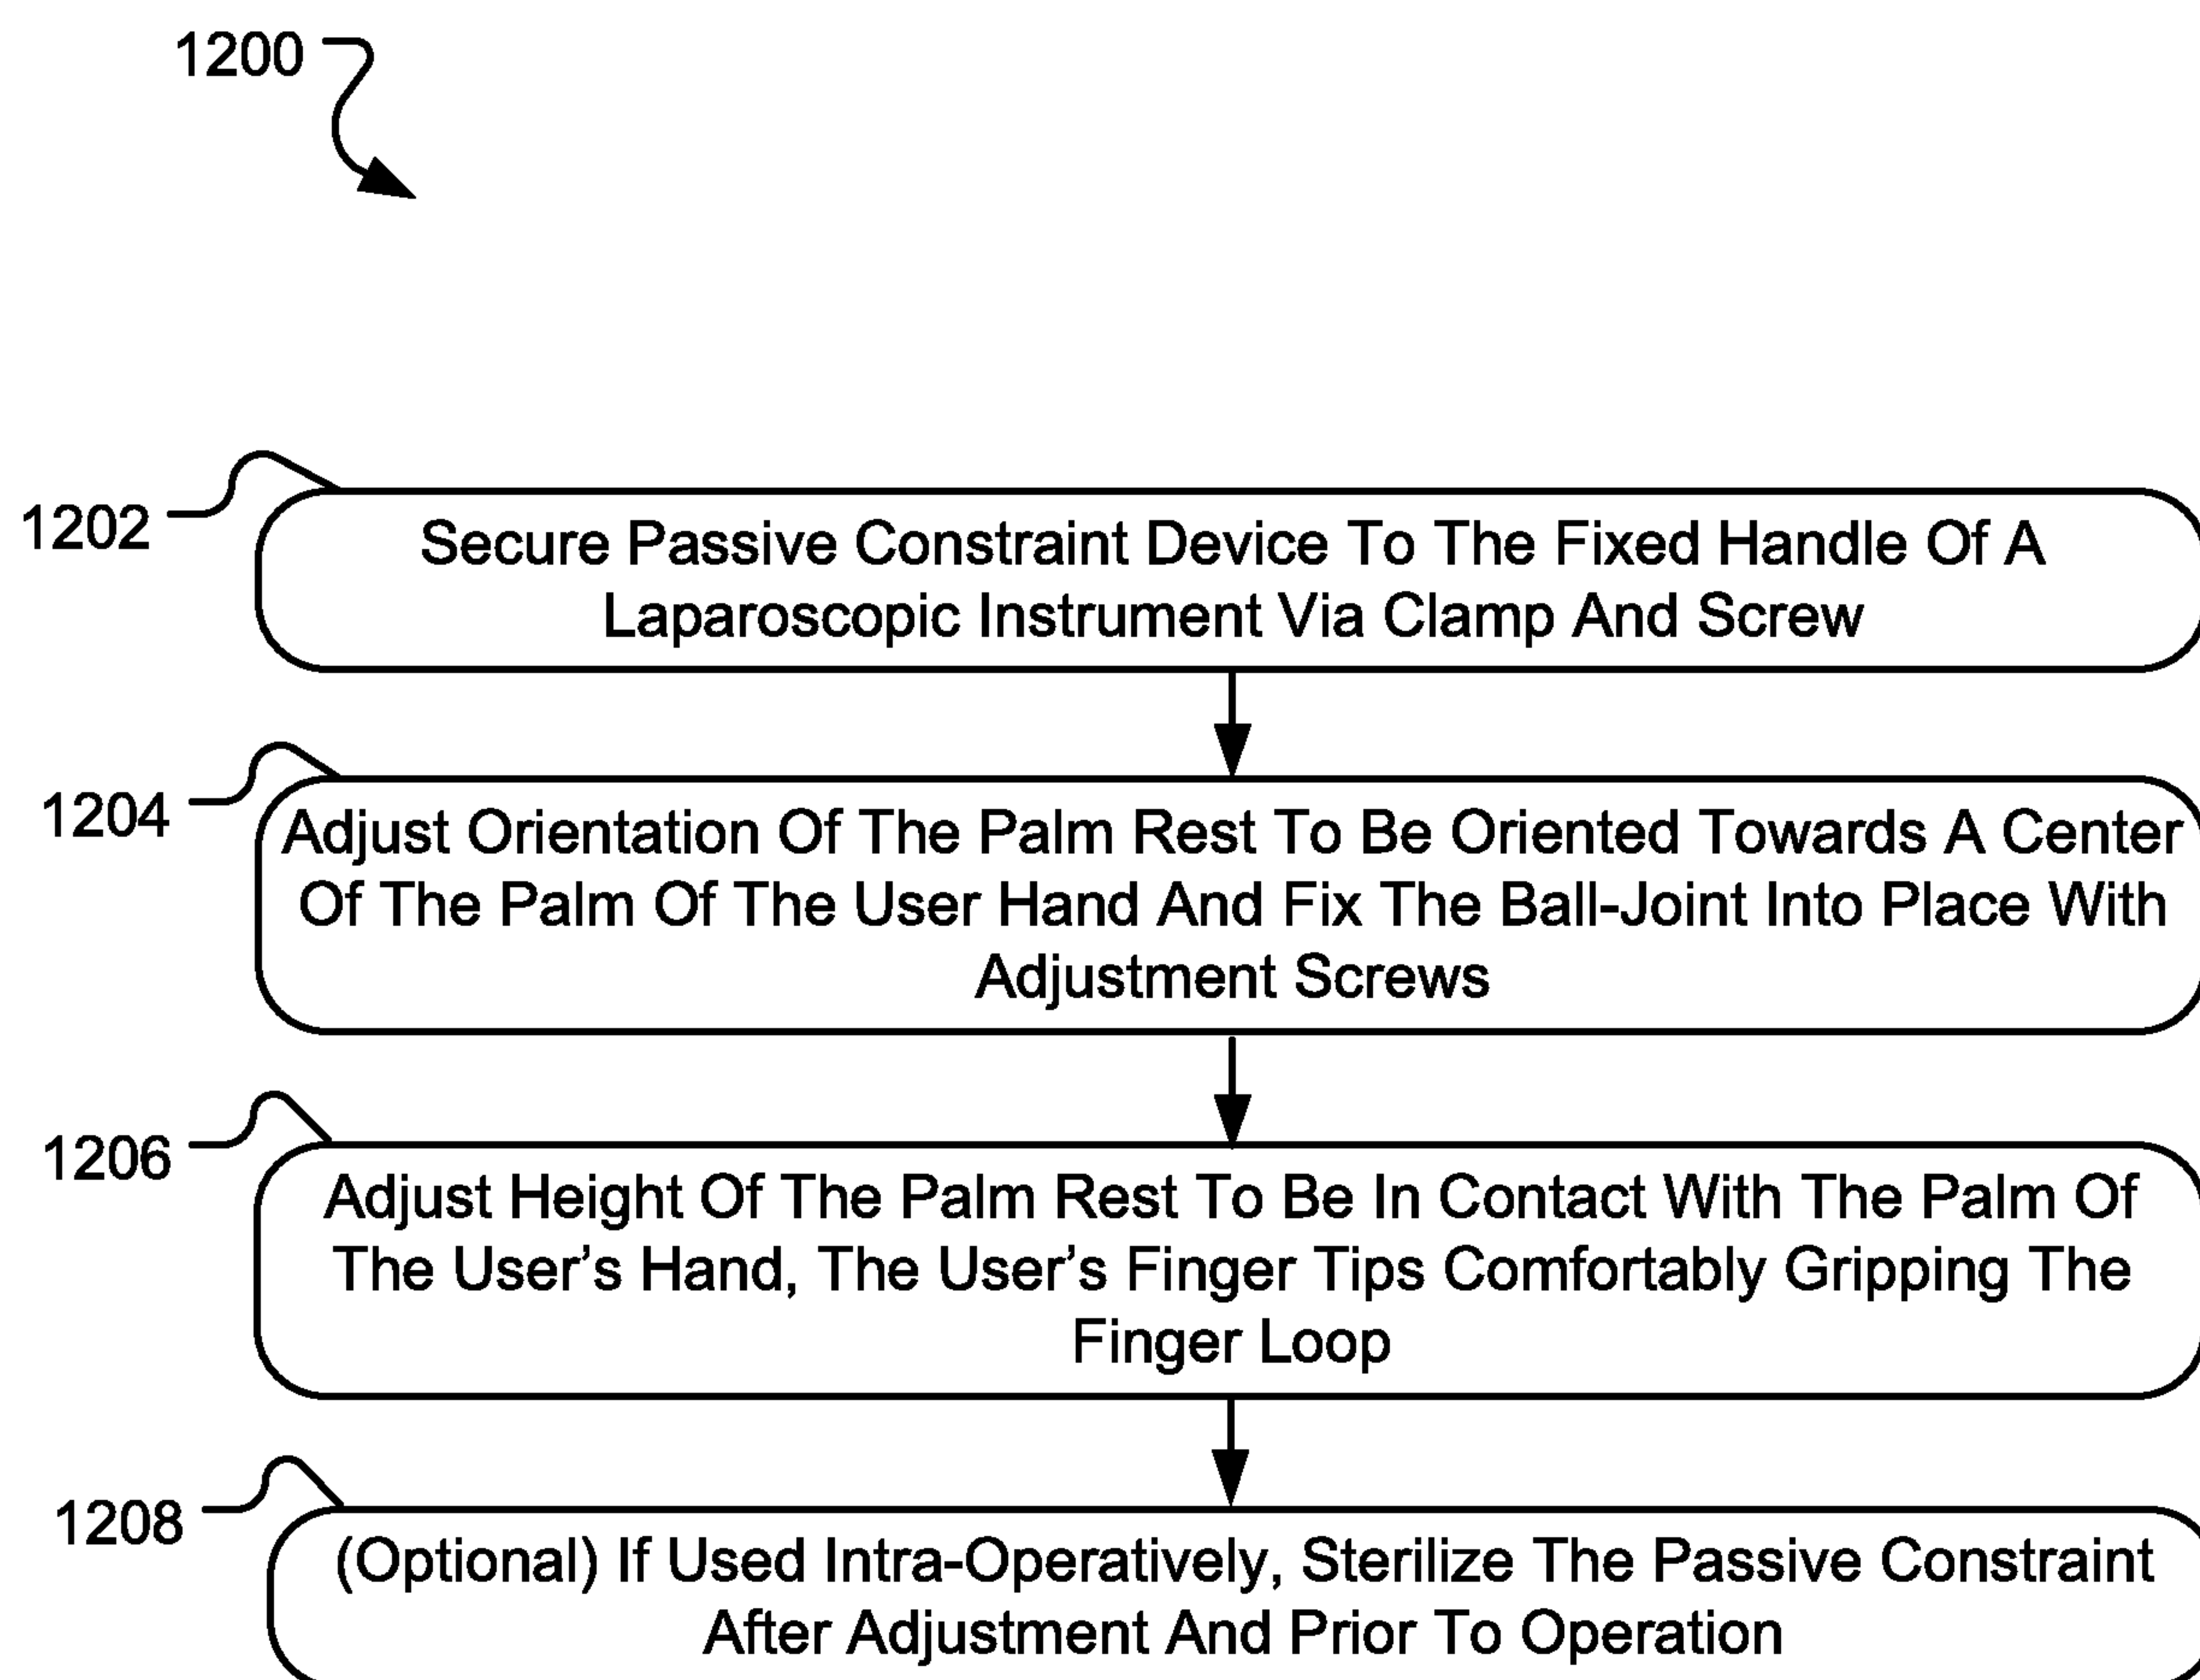 1200
1202
Secure Passive Constraint Device To The Fixed Handle Of A
Laparoscopic Instrument Via Clamp And Screw
1204
Adjust Orientation Of The Palm Rest To Be Oriented Towards A Center
Of The Palm Of The User Hand And Fix The Ball-Joint Into Place With
Adjustment Screws
1206
Adjust Height Of The Palm Rest To Be In Contact With The Palm Of
The User’s Hand, The User’s Finger Tips Comfortably Gripping The
Finger Loop
1208
(Optional) If Used Intra-Operatively, Sterilize The Passive Constraint
After Adjustment And Prior To Operation